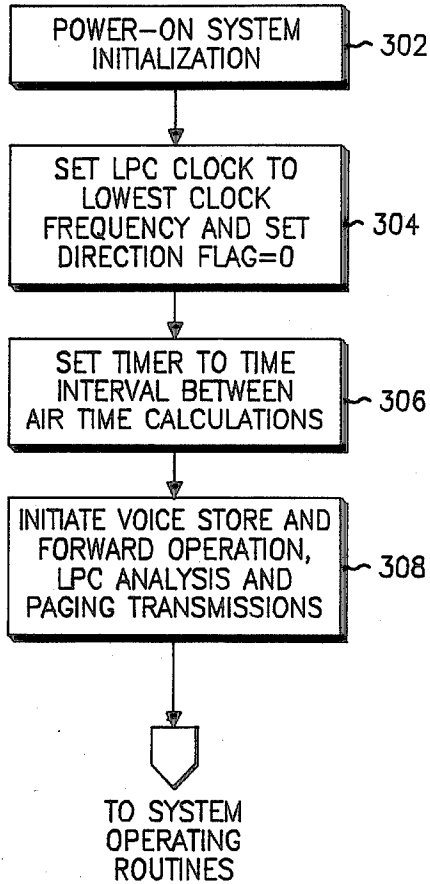 POWER-ON SYSTEM
INITIALIZATION
302
SET LPC CLOCK TO
LOWEST CLOCK
FREQUENCY AND SET
DIRECTION FLAG=0
304
SET TIMER TO TIME
INTERVAL BETWEEN
AIR TIME CALCULATIONS
306
INITIATE VOICE STORE AND
FORWARD OPERATION,
LPC ANALYSIS AND
PAGING TRANSMISSIONS
308
TO SYSTEM
OPERATING
ROUTINES